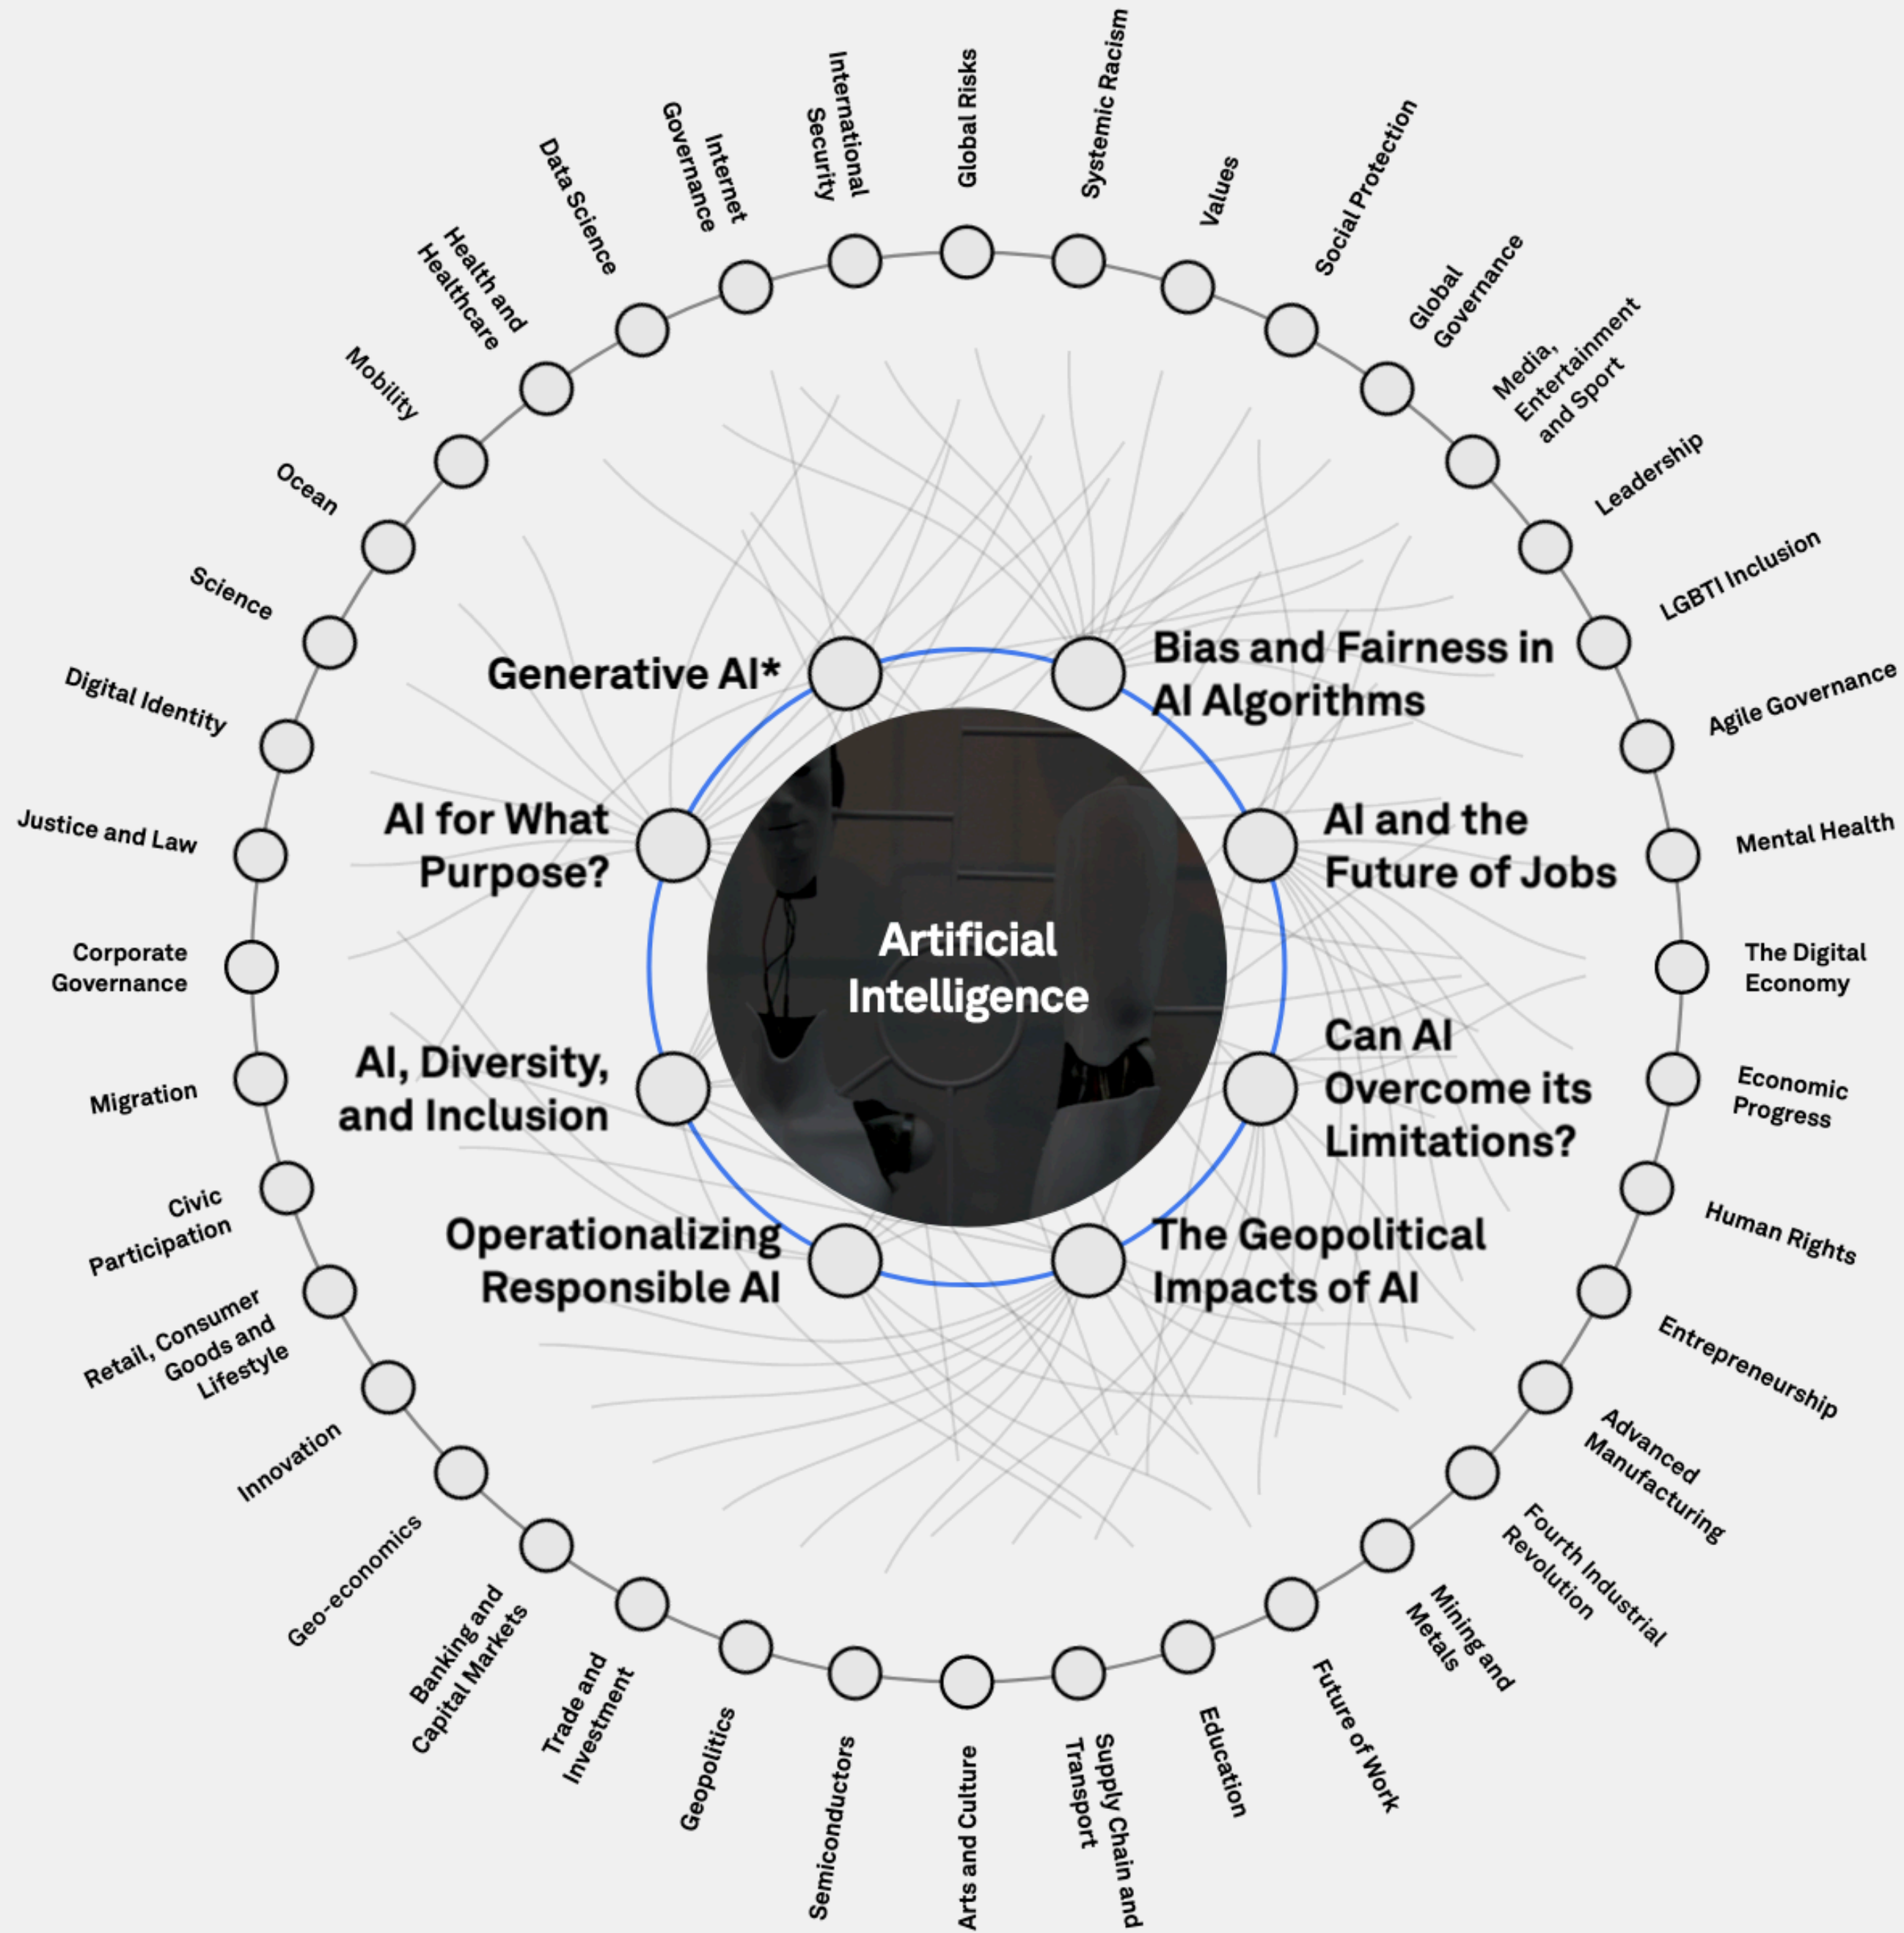 Artificial
Intelligence
Bias and Fairness in
AI Algorithms
AI and the
Future of Jobs
Can AI
Overcome its
Limitations?
The Geopolitical
Impacts of AI
Operationalizing
Responsible AI
AI, Diversity,
and Inclusion
AI for What
Purpose?
Generative AI*
Global Risks
Systemic Racism
Values
Social Protection
Global
Governance
Media,
Entertainment
and Sport
Leadership
LGBTI Inclusion
Agile Governance
Mental Health
The Digital
Economy
Economic
Progress
Human Rights
Entrepreneurship
Advanced
Manufacturing
Fourth Industrial
Revolution
Mining and
Metals
Future of Work
Education
Supply Chain and
Transport
Arts and Culture
Semiconductors
Geopolitics
Trade and
Investment
Banking and
Capital Markets
Geo-economics
Innovation
Retail, Consumer
Goods and
Lifestyle
Civic
Participation
Migration
Corporate
Governance
Justice and Law
Digital Identity
Science
Ocean
Mobility
Health and
Healthcare
Data Science
Internet
Governance
International
Security